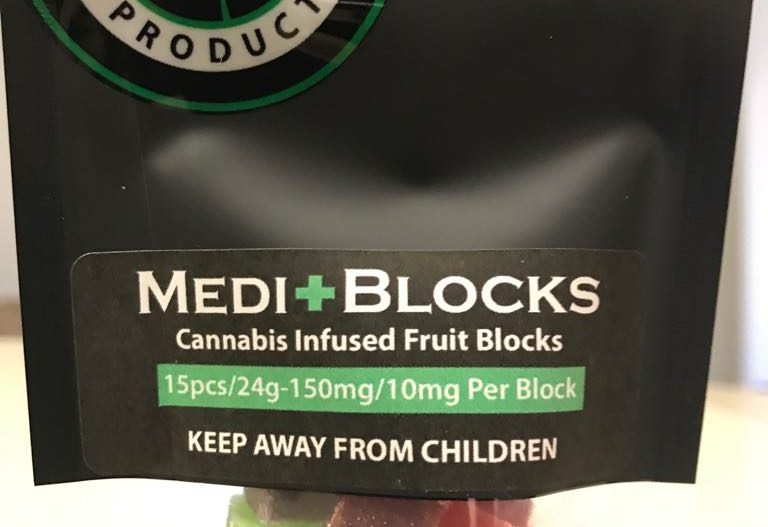 PRODUCT
MEDI+BLOCKS
Cannabis Infused Fruit Blocks
15pcs/24g-150mg/10mg Per Block
KEEP AWAY FROM CHILDREN